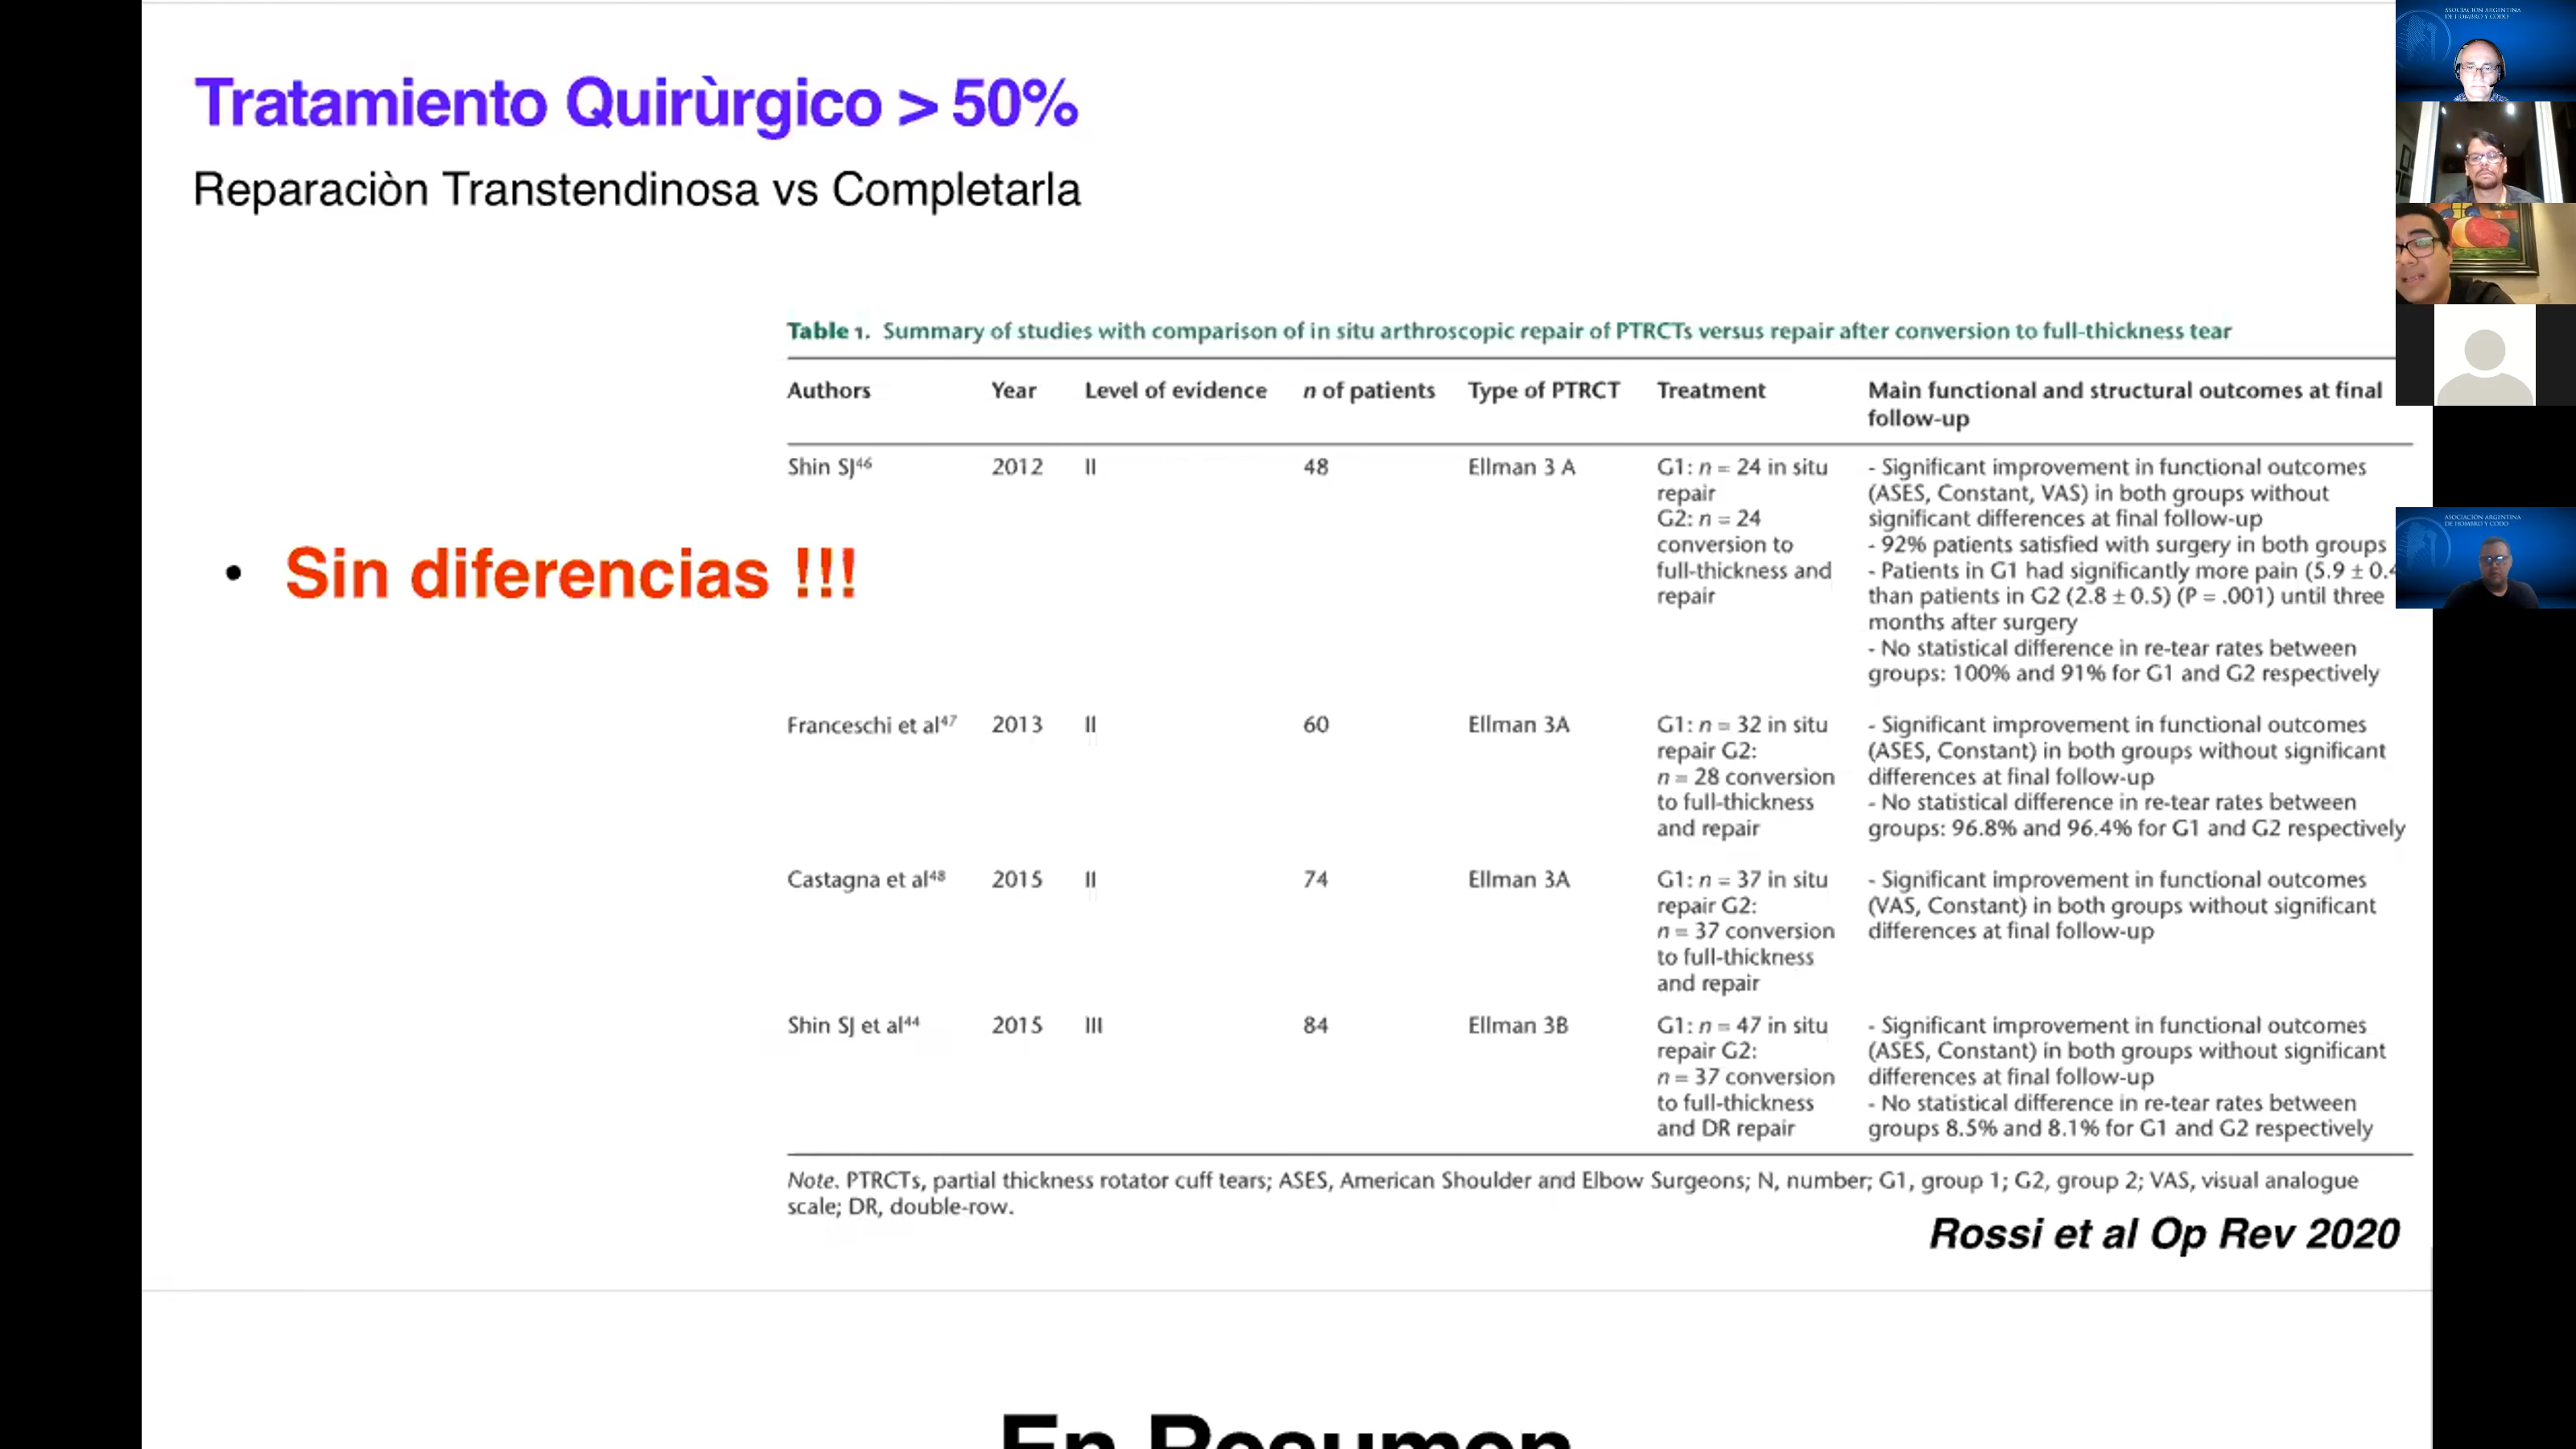 Tratamiento Quirùrgico > 50%
Reparaciòn Transtendinosa vs Completarla
• Sin diferencias !!!
Table 1. Summary of studies with comparison of in situ arthroscopic repair of PTRCTs versus repair after conversion to full-thickness tear
Authors Year Level of evidence n of patients Type of PTRCT Treatment Main functional and structural outcomes at final
follow-up
Shin SJ46 2012 II 48 Ellman 3 A
G1: n = 24 in situ
repair
G2: n = 24
conversion to
full-thickness and
repair
- Significant improvement in functional outcomes
(ASES, Constant, VAS) in both groups without
significant differences at final follow-up
- 92% patients satisfied with surgery in both groups
- Patients in G1 had significantly more pain (5.9 ± 0.4
than patients in G2 (2.8 ± 0.5) (P = .001) until three
months after surgery
- No statistical difference in re-tear rates between
groups: 100% and 91% for G1 and G2 respectively
Franceschi et al47 2013 II 60 Ellman 3A
G1: n = 32 in situ
repair G2:
n = 28 conversion
to full-thickness
and repair
- Significant improvement in functional outcomes
(ASES, Constant) in both groups without significant
differences at final follow-up
- No statistical difference in re-tear rates between
groups: 96.8% and 96.4% for G1 and G2 respectively
Castagna et al48 2015 II 74 Ellman 3A
G1: n = 37 in situ
repair G2:
n = 37 conversion
to full-thickness
and repair
- Significant improvement in functional outcomes
(VAS, Constant) in both groups without significant
differences at final follow-up
Shin SJ et al44 2015 III 84 Ellman 3B
G1: n = 47 in situ
repair G2:
n = 37 conversion
to full-thickness
and DR repair
- Significant improvement in functional outcomes
(ASES, Constant) in both groups without significant
differences at final follow-up
- No statistical difference in re-tear rates between
groups 8.5% and 8.1% for G1 and G2 respectively
Note. PTRCTs, partial thickness rotator cuff tears; ASES, American Shoulder and Elbow Surgeons; N, number; G1, group 1; G2, group 2; VAS, visual analogue
scale; DR, double-row.
Rossi et al Op Rev 2020
En Resumen
ASOCIACIÓN ARGENTINA
DE HOMBRO Y CODO
ASOCIACIÓN ARGENTINA
DE HOMBRO Y CODO